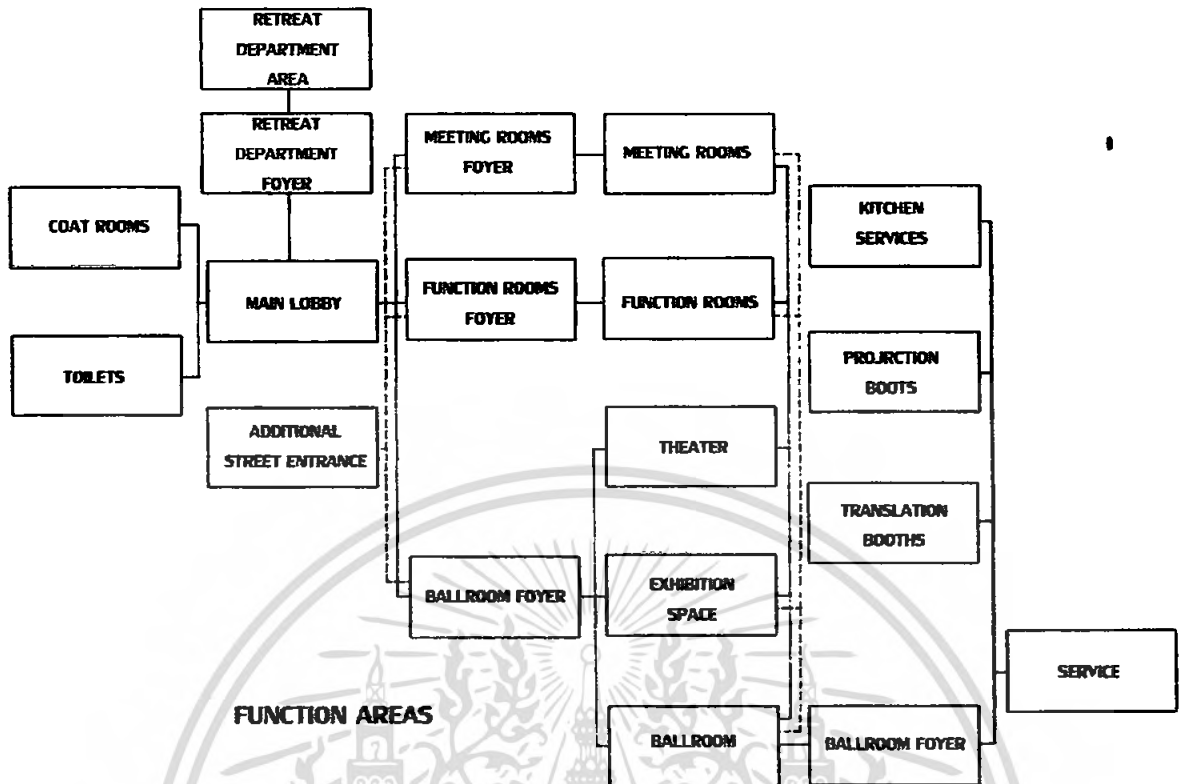 RETREAT
DEPARTMENT
AREA
RETREAT
DEPARTMENT
FOYER
MEETING ROOMS
FOYER
MEETING ROOMS
COAT ROOMS
KITCHEN
SERVICES
MAIN LOBBY
FUNCTION ROOMS
FOYER
FUNCTION ROOMS
TOILETS
PROJRCTION
BOOTS
ADDITIONAL
STREET ENTRANCE
THEATER
TRANSLATION
BOOTHS
BALLROOM FOYER
EXHIBITION
SPACE
SERVICE
FUNCTION AREAS
BALLROOM
BALLROOM FOYER